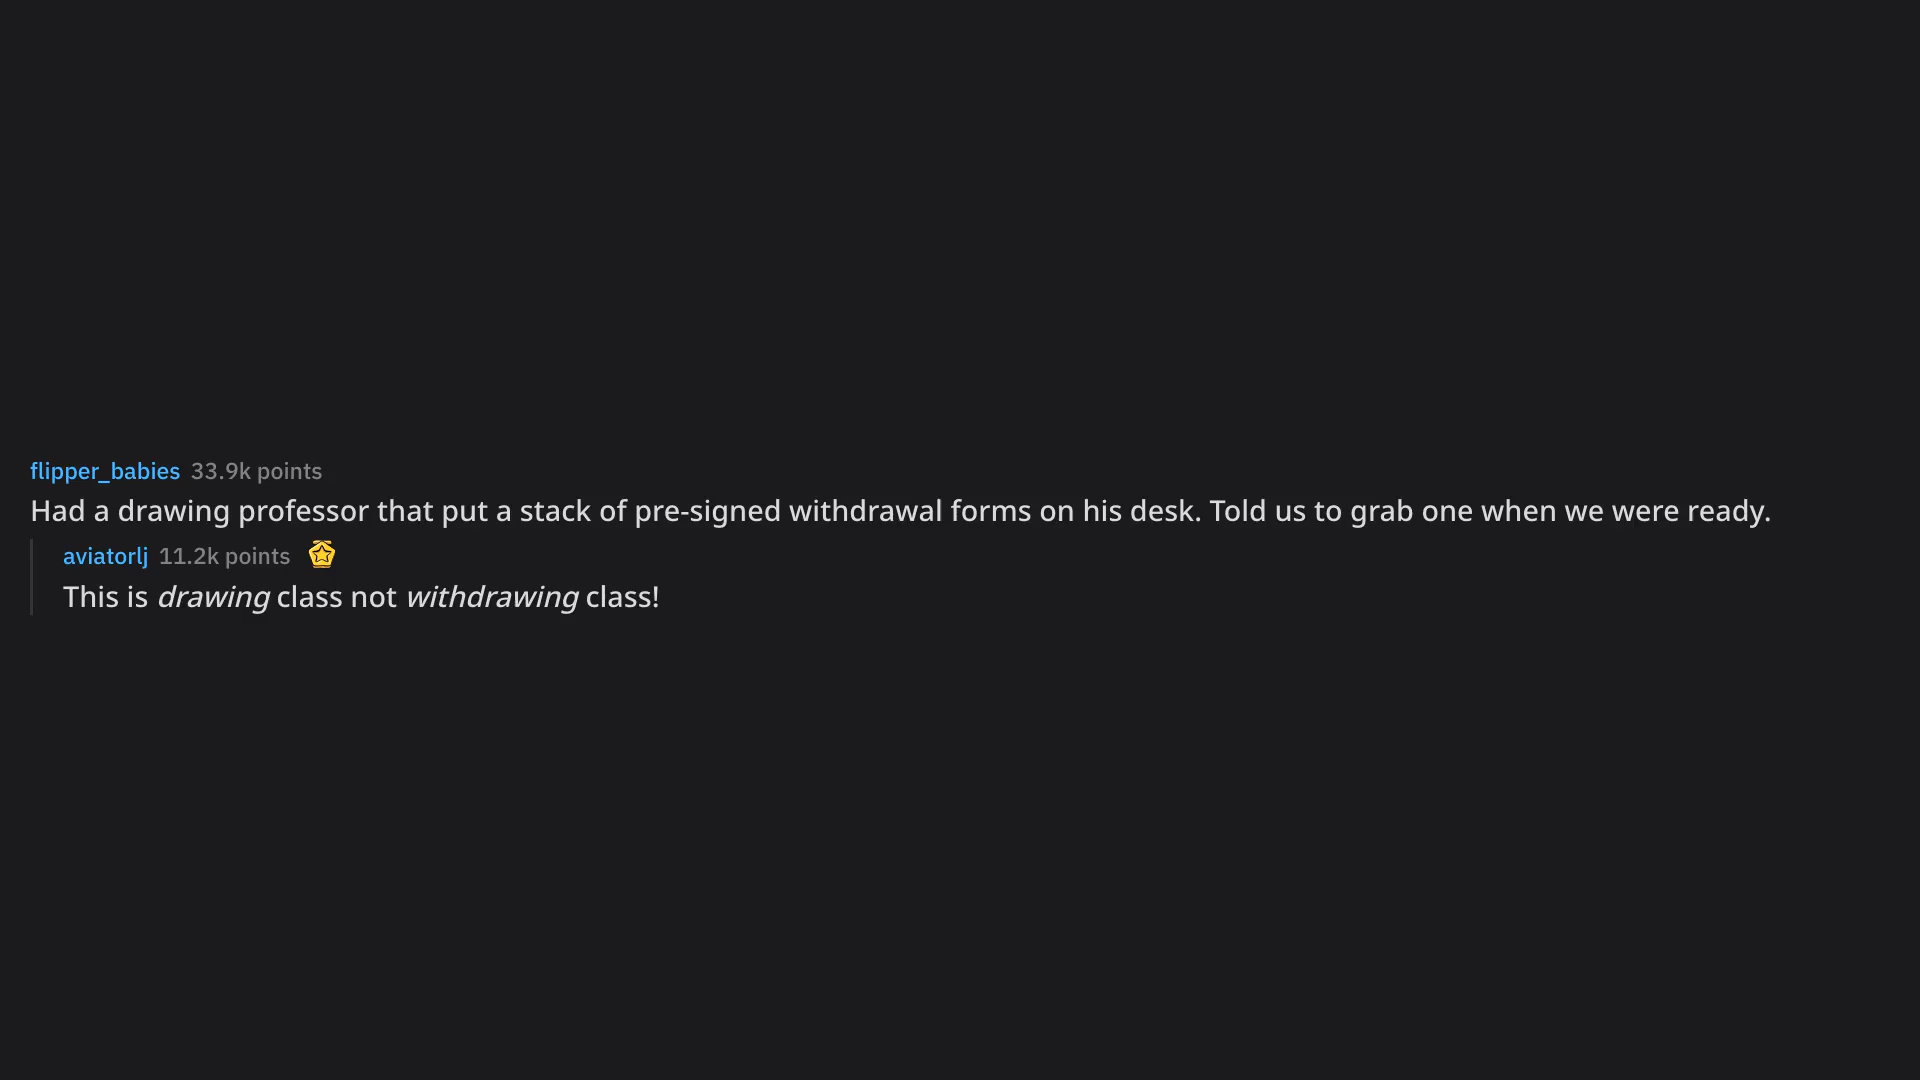 flipper_babies 33.9k points
Had a drawing professor that put a stack of pre-signed withdrawal forms on his desk. Told us to grab one when we were ready.
aviatorlj 11.2k points
This is drawing class not withdrawing class!